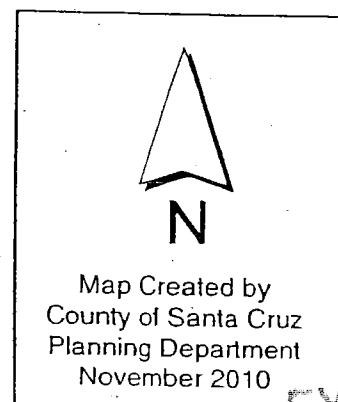 N
Map Created by
County of Santa Cruz
Planning Department
November 2010